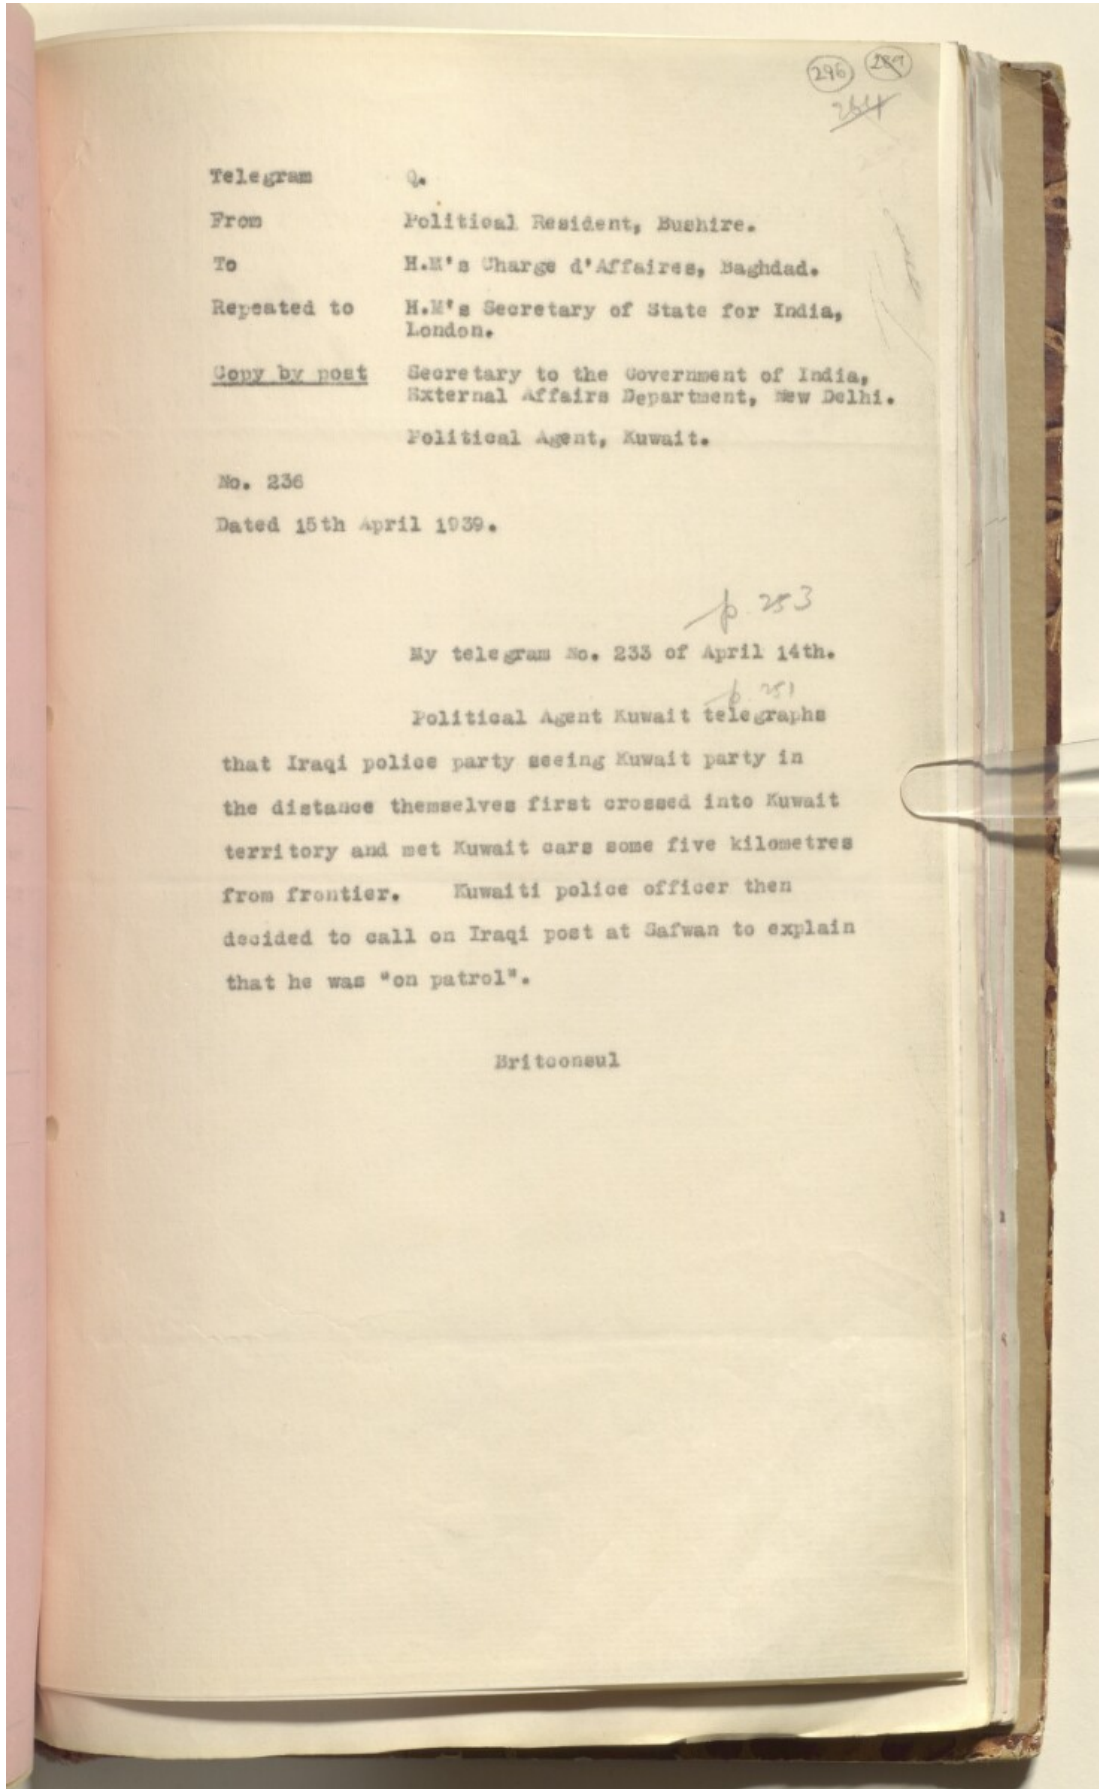 296 289
264
Telegram Q.
From Political Resident, Bushire.
To H.M's Charge d'Affaires, Baghdad.
Repeated to H.M's Secretary of State for India,
London.
Copy by post Secretary to the Government of India,
External Affairs Department, New Delhi.
Political Agent, Kuwait.
No. 236
Dated 15th April 1939.
p. 253
My telegram No. 233 of April 14th.
p. 251
Political Agent Kuwait telegraphs
that Iraqi police party seeing Kuwait party in
the distance themselves first crossed into Kuwait
territory and met Kuwait cars some five kilometres
from frontier. Kuwaiti police officer then
decided to call on Iraqi post at Safwan to explain
that he was "on patrol".
Britconsul